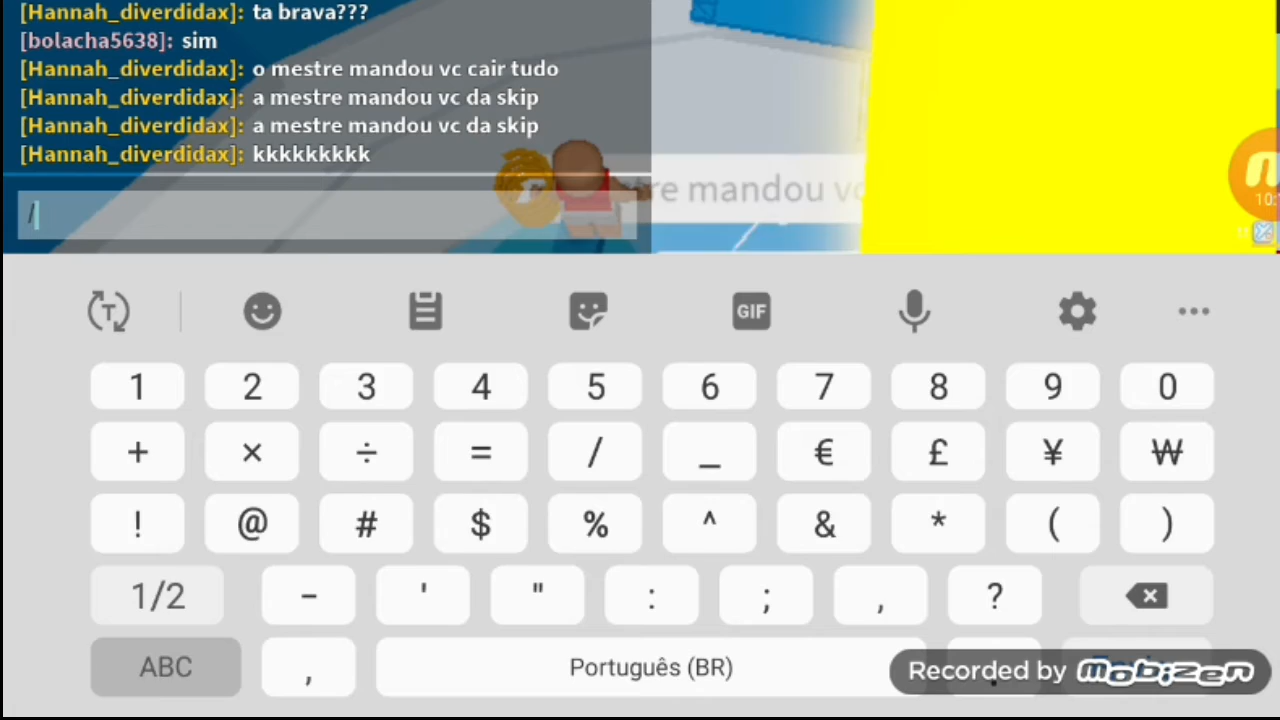 [Hannah_diverdidax]: ta brava???
[bolacha5638]: sim
[Hannah_diverdidax]: o mestre mandou vc cair tudo
[Hannah_diverdidax]: a mestre mandou vc da skip
[Hannah_diverdidax]: a mestre mandou vc da skip
[Hannah_diverdidax]: kkkkkkkkk
/
mandou
10:
T
GIF
1 2 3 4 5 6 7 8 9 0
+ × ÷ = / _ € £ ¥ ₩
! @ # $ % ^ & * ( )
1/2 - ' " : ; , ?
ABC , Português (BR)
Recorded by mobizen